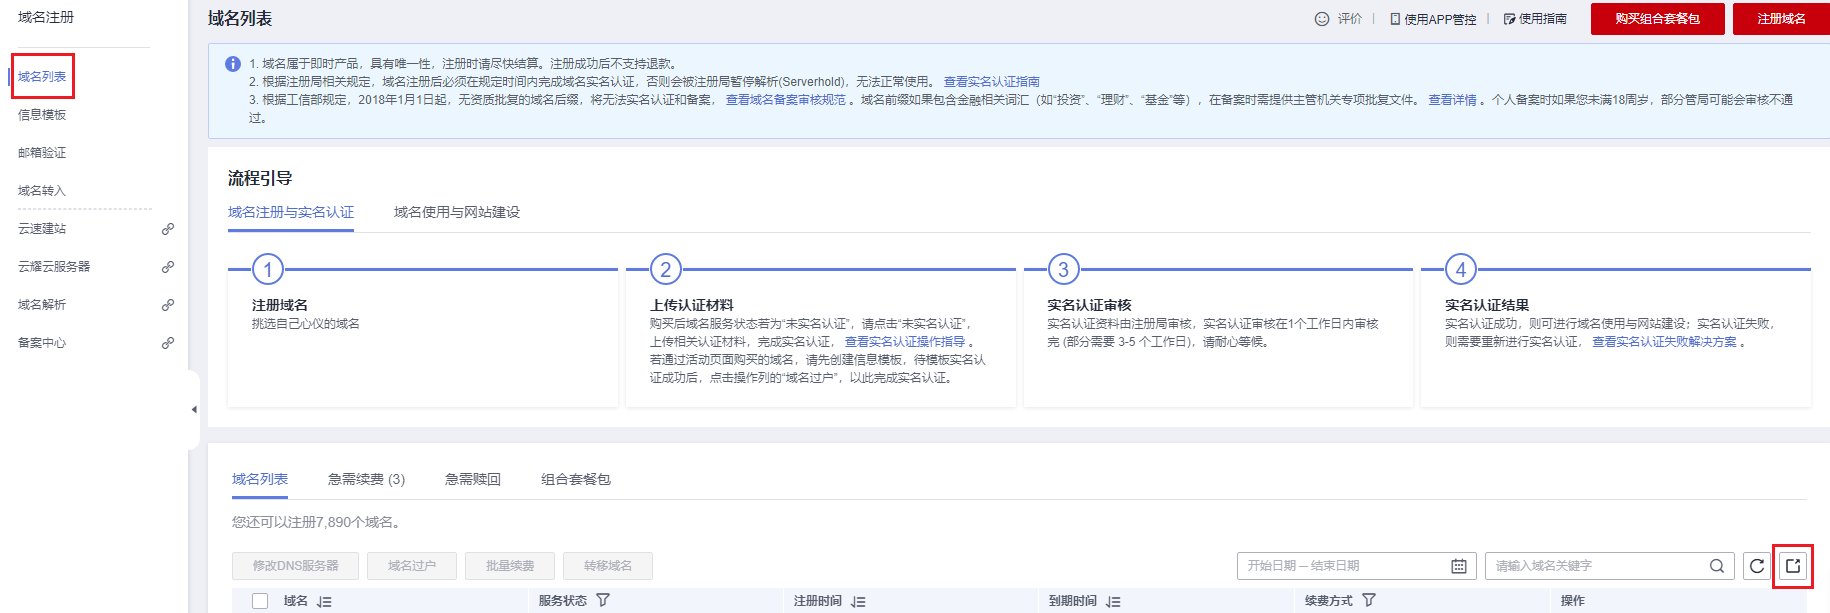 域名注册
域名列表
信息模板
邮箱验证
域名转入
云速建站
云耀云服务器
域名解析
备案中心
域名列表
评价
使用APP管控
使用指南
购买组合套餐包
注册域名
1. 域名属于即时产品，具有唯一性，注册时请尽快结算。注册成功后不支持退款。
2. 根据注册局相关规定，域名注册后必须在规定时间内完成域名实名认证，否则会被注册局暂停解析(Serverhold)，无法正常使用。 查看实名认证指南
3. 根据工信部规定，2018年1月1日起，无资质批复的域名后缀，将无法实名认证和备案， 查看域名备案审核规范 。域名前缀如果包含金融相关词汇（如“投资”、“理财”、“基金”等），在备案时需提供主管机关专项批复文件。 查看详情 。个人备案时如果您未满18周岁，部分管局可能会审核不通
过。
流程引导
域名注册与实名认证
域名使用与网站建设
1
注册域名
挑选自己心仪的域名
2
上传认证材料
购买后域名服务状态若为“未实名认证”，请点击“未实名认证”，
上传相关认证材料，完成实名认证， 查看实名认证操作指导 。
若通过活动页面购买的域名，请先创建信息模板，待模板实名认
证成功后，点击操作列的“域名过户”，以此完成实名认证。
3
实名认证审核
实名认证资料由注册局审核，实名认证审核在1个工作日内审核
完 (部分需要 3-5 个工作日)，请耐心等候。
4
实名认证结果
实名认证成功，则可进行域名使用与网站建设；实名认证失败，
则需要重新进行实名认证， 查看实名认证失败解决方案 。
域名列表
急需续费 (3)
急需赎回
组合套餐包
您还可以注册7,890个域名。
修改DNS服务器
域名过户
批量续费
转移域名
开始日期 – 结束日期
请输入域名关键字
域名
服务状态
注册时间
到期时间
续费方式
操作